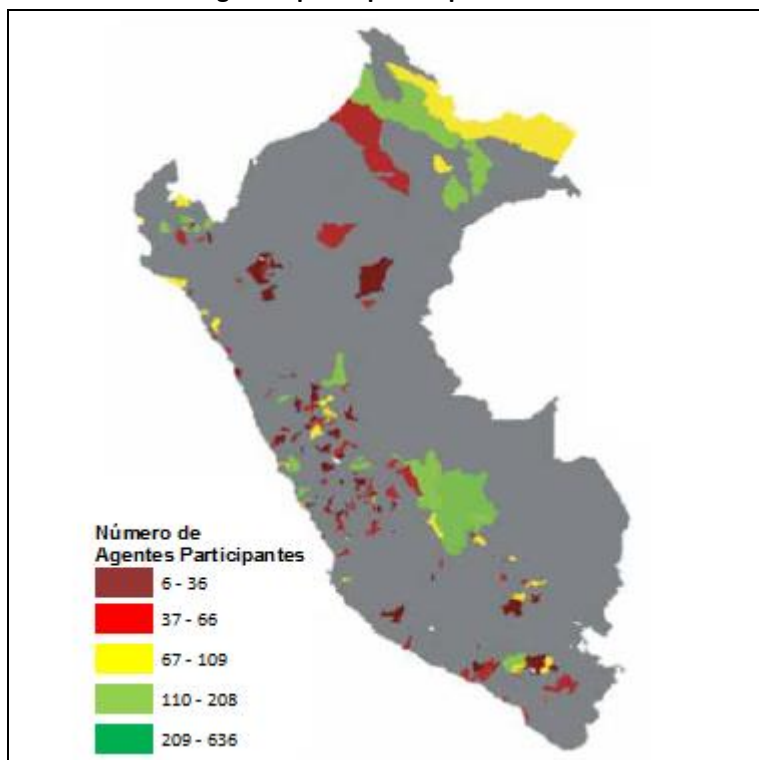 Número de
Agentes Participantes
6 - 36
37 - 66
67 - 109
110 - 208
209 - 636